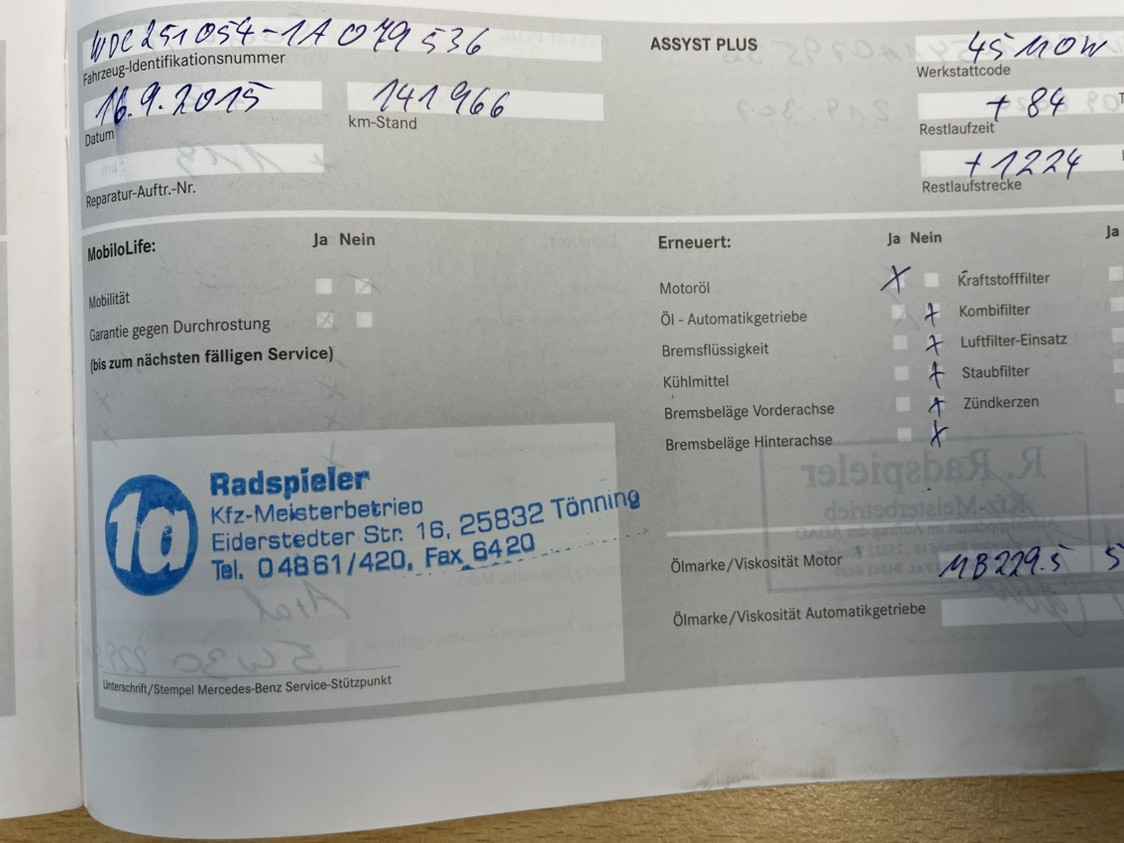 WDC251054-1A079536
Fahrzeug-Identifikationsnummer
16.9.2015 141966
Datum km-Stand
Reparatur-Auftr.-Nr.
ASSYST PLUS
Werkstattcode
+ 84
Restlaufzeit
+1224
Restlaufstrecke
MobiloLife: Ja Nein
Mobilität
Garantie gegen Durchrostung
(bis zum nächsten fälligen Service)
Erneuert: Ja Nein Ja
Motoröl X Kraftstofffilter
Öl - Automatikgetriebe x Kombifilter
Bremsflüssigkeit x Luftfilter-Einsatz
Kühlmittel x Staubfilter
Bremsbeläge Vorderachse x Zündkerzen
Bremsbeläge Hinterachse x
1a
Radspieler
Kfz-Meisterbetrieb
Eiderstedter Str. 16, 25832 Tönning
Tel. 04861/420, Fax 6420
Unterschrift/Stempel Mercedes-Benz Service-Stützpunkt
Ölmarke/Viskosität Motor MB229.5 5
Ölmarke/Viskosität Automatikgetriebe